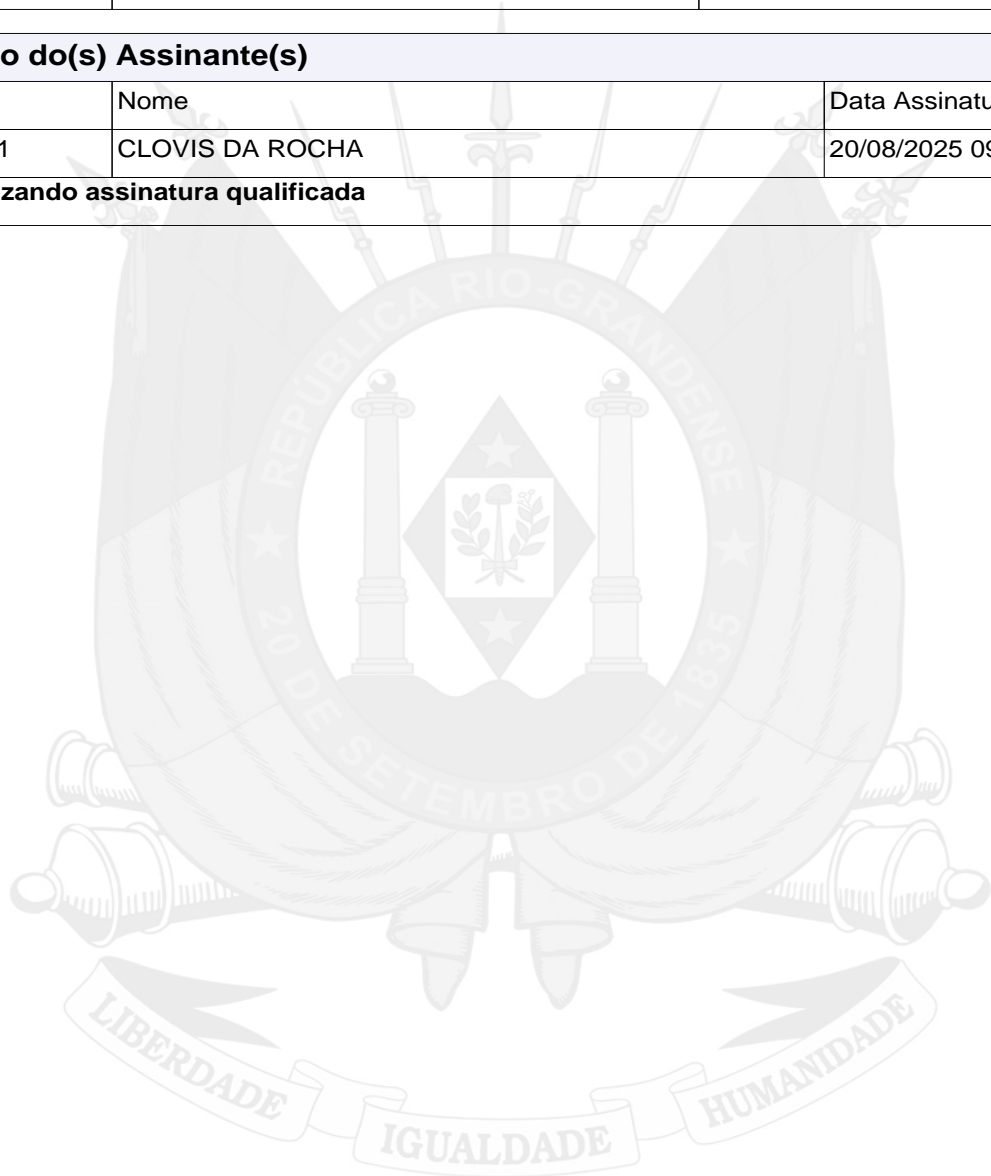 o do(s) Assinante(s)
Nome
Data Assinatu
1
CLOVIS DA ROCHA
20/08/2025 09
zando assinatura qualificada
REPÚBLICA RIO-GRANDENSE
20 DE SETEMBRO DE 1835
LIBERDADE
IGUALDADE
HUMANIDADE